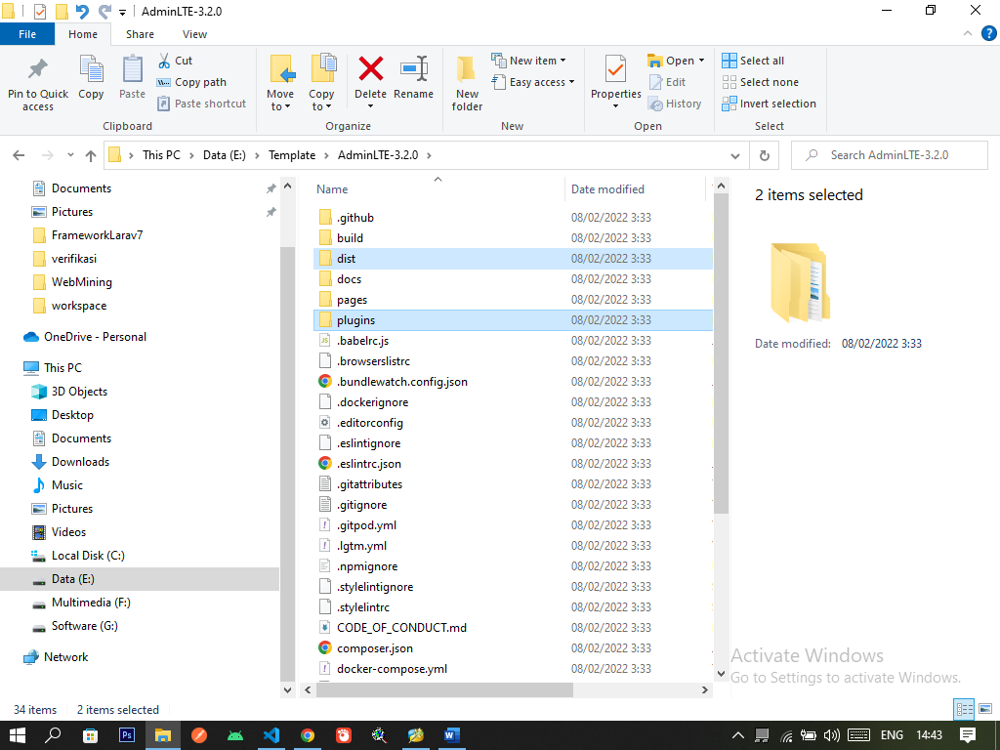 AdminLTE-3.2.0
File Home Share View
Pin to Quick access
Copy
Paste
Cut
Copy path
Paste shortcut
Clipboard
Move to
Copy to
Delete
Rename
Organize
New folder
New item
Easy access
New
Properties
Open
Edit
History
Open
Select all
Select none
Invert selection
Select
This PC > Data (E:) > Template > AdminLTE-3.2.0 >
Search AdminLTE-3.2.0
Documents
Pictures
FrameworkLarav7
verifikasi
WebMining
workspace
OneDrive - Personal
This PC
3D Objects
Desktop
Documents
Downloads
Music
Pictures
Videos
Local Disk (C:)
Data (E:)
Multimedia (F:)
Software (G:)
Network
Name Date modified
.github 08/02/2022 3:33
build 08/02/2022 3:33
dist 08/02/2022 3:33
docs 08/02/2022 3:33
pages 08/02/2022 3:33
plugins 08/02/2022 3:33
.babelrc.js 08/02/2022 3:33
.browserslistrc 08/02/2022 3:33
.bundlewatch.config.json 08/02/2022 3:33
.dockerignore 08/02/2022 3:33
.editorconfig 08/02/2022 3:33
.eslintignore 08/02/2022 3:33
.eslintrc.json 08/02/2022 3:33
.gitattributes 08/02/2022 3:33
.gitignore 08/02/2022 3:33
.gitpod.yml 08/02/2022 3:33
.lgtm.yml 08/02/2022 3:33
.npmignore 08/02/2022 3:33
.stylelintignore 08/02/2022 3:33
.stylelintrc 08/02/2022 3:33
CODE_OF_CONDUCT.md 08/02/2022 3:33
composer.json 08/02/2022 3:33
docker-compose.yml 08/02/2022 3:33
2 items selected
Date modified: 08/02/2022 3:33
Activate Windows
Go to Settings to activate Windows.
34 items 2 items selected
Ps
ENG 14:43